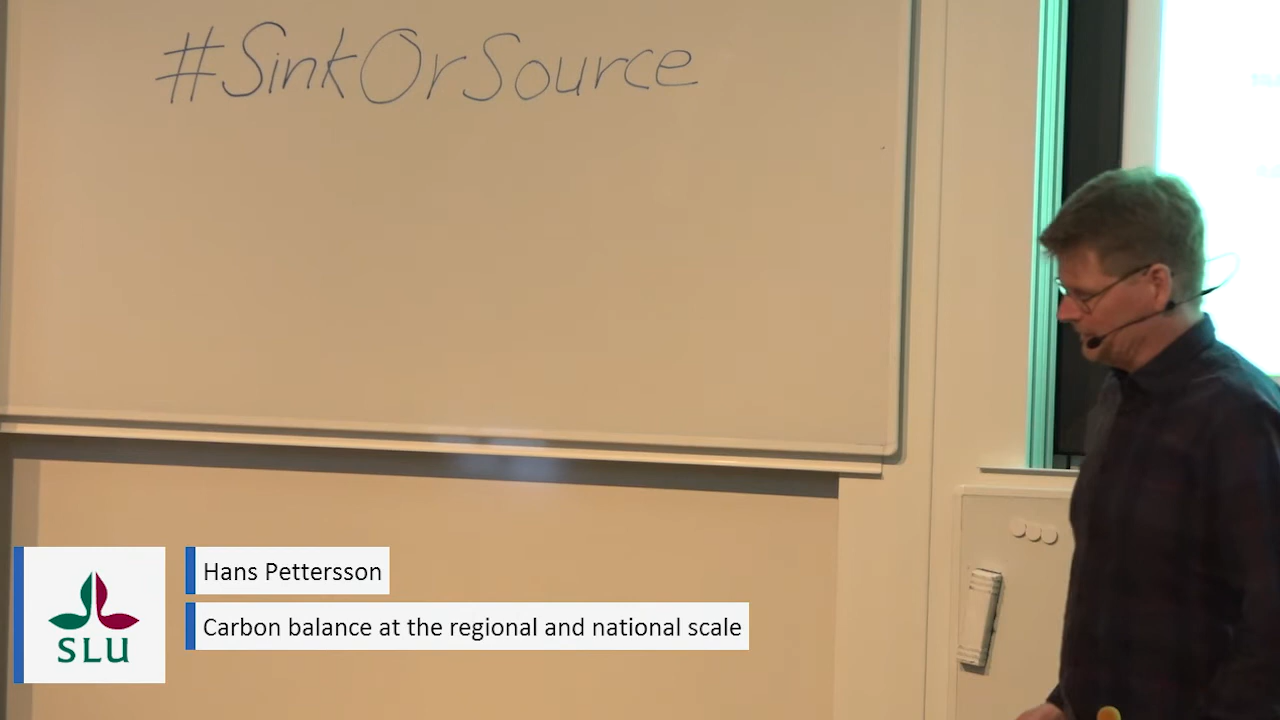 #SinkOrSource
Hans Pettersson
Carbon balance at the regional and national scale
SLU